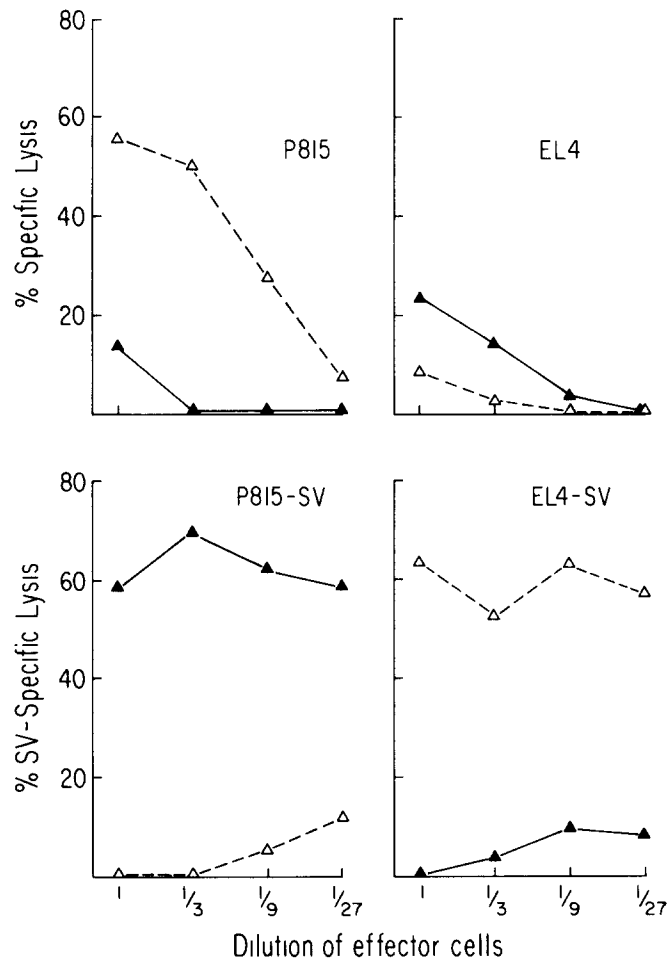 80
60
40
20
% Specific Lysis
P815
EL4
80
60
40
20
% SV-Specific Lysis
P815-SV
EL4-SV
1 1/3 1/9 1/27
1 1/3 1/9 1/27
Dilution of effector cells